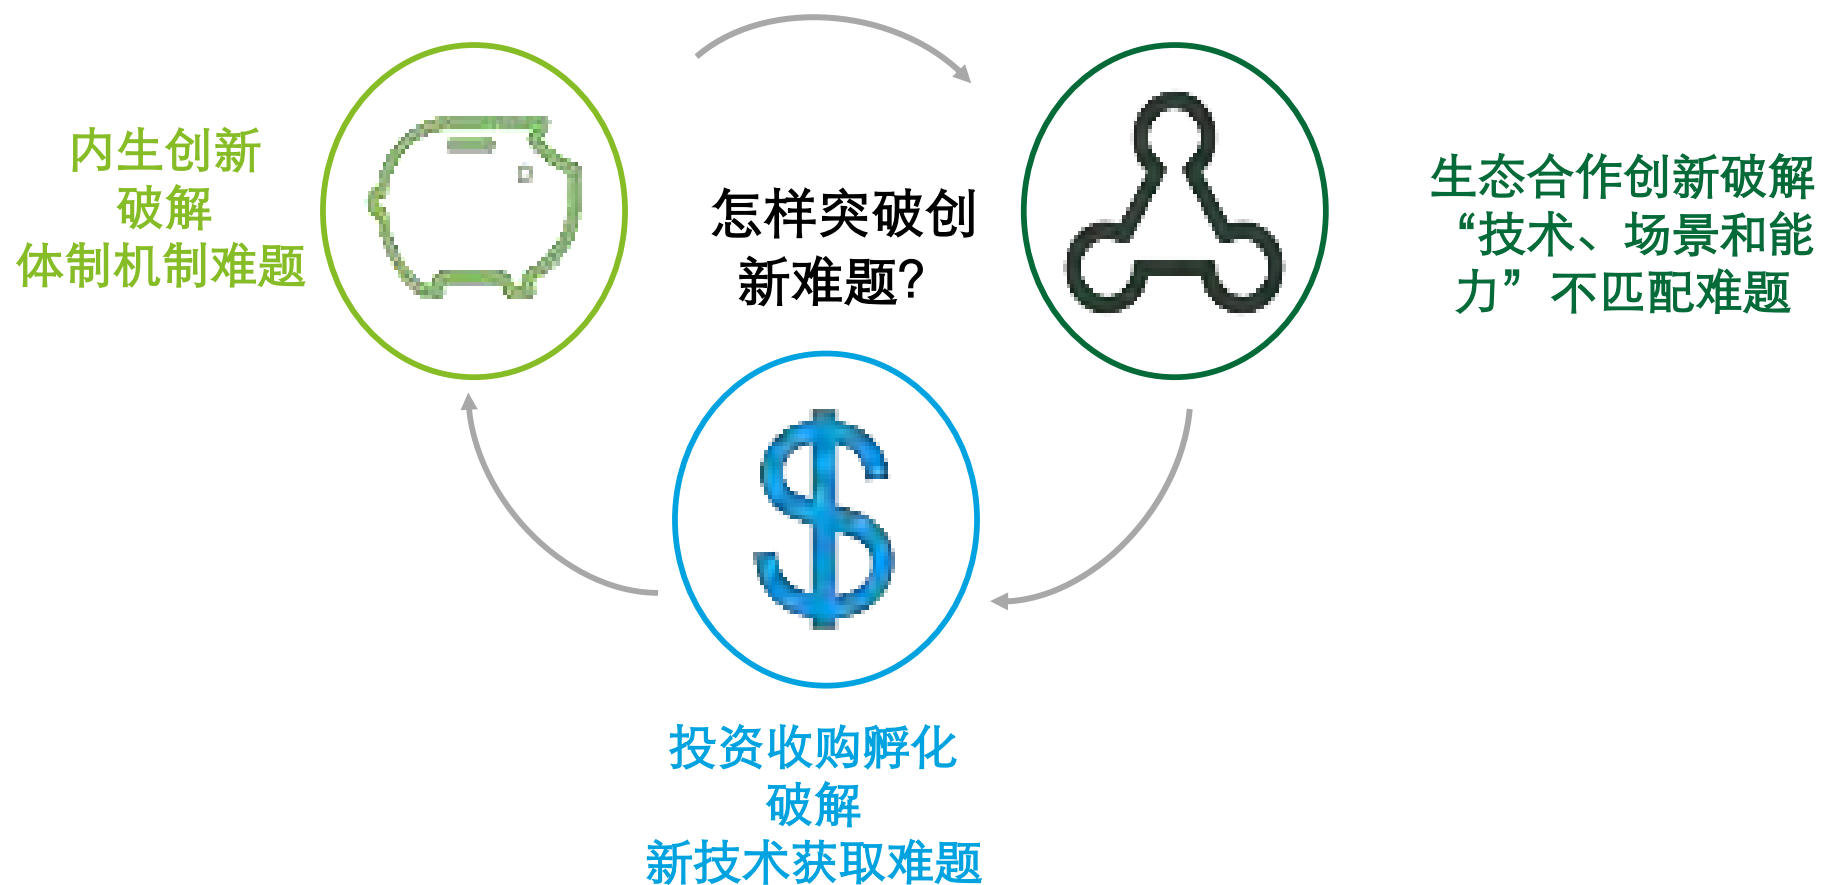 内生创新
破解
体制机制难题
怎样突破创
新难题?
生态合作创新破解
“技术、场景和能
力”不匹配难题
投资收购孵化
破解
新技术获取难题